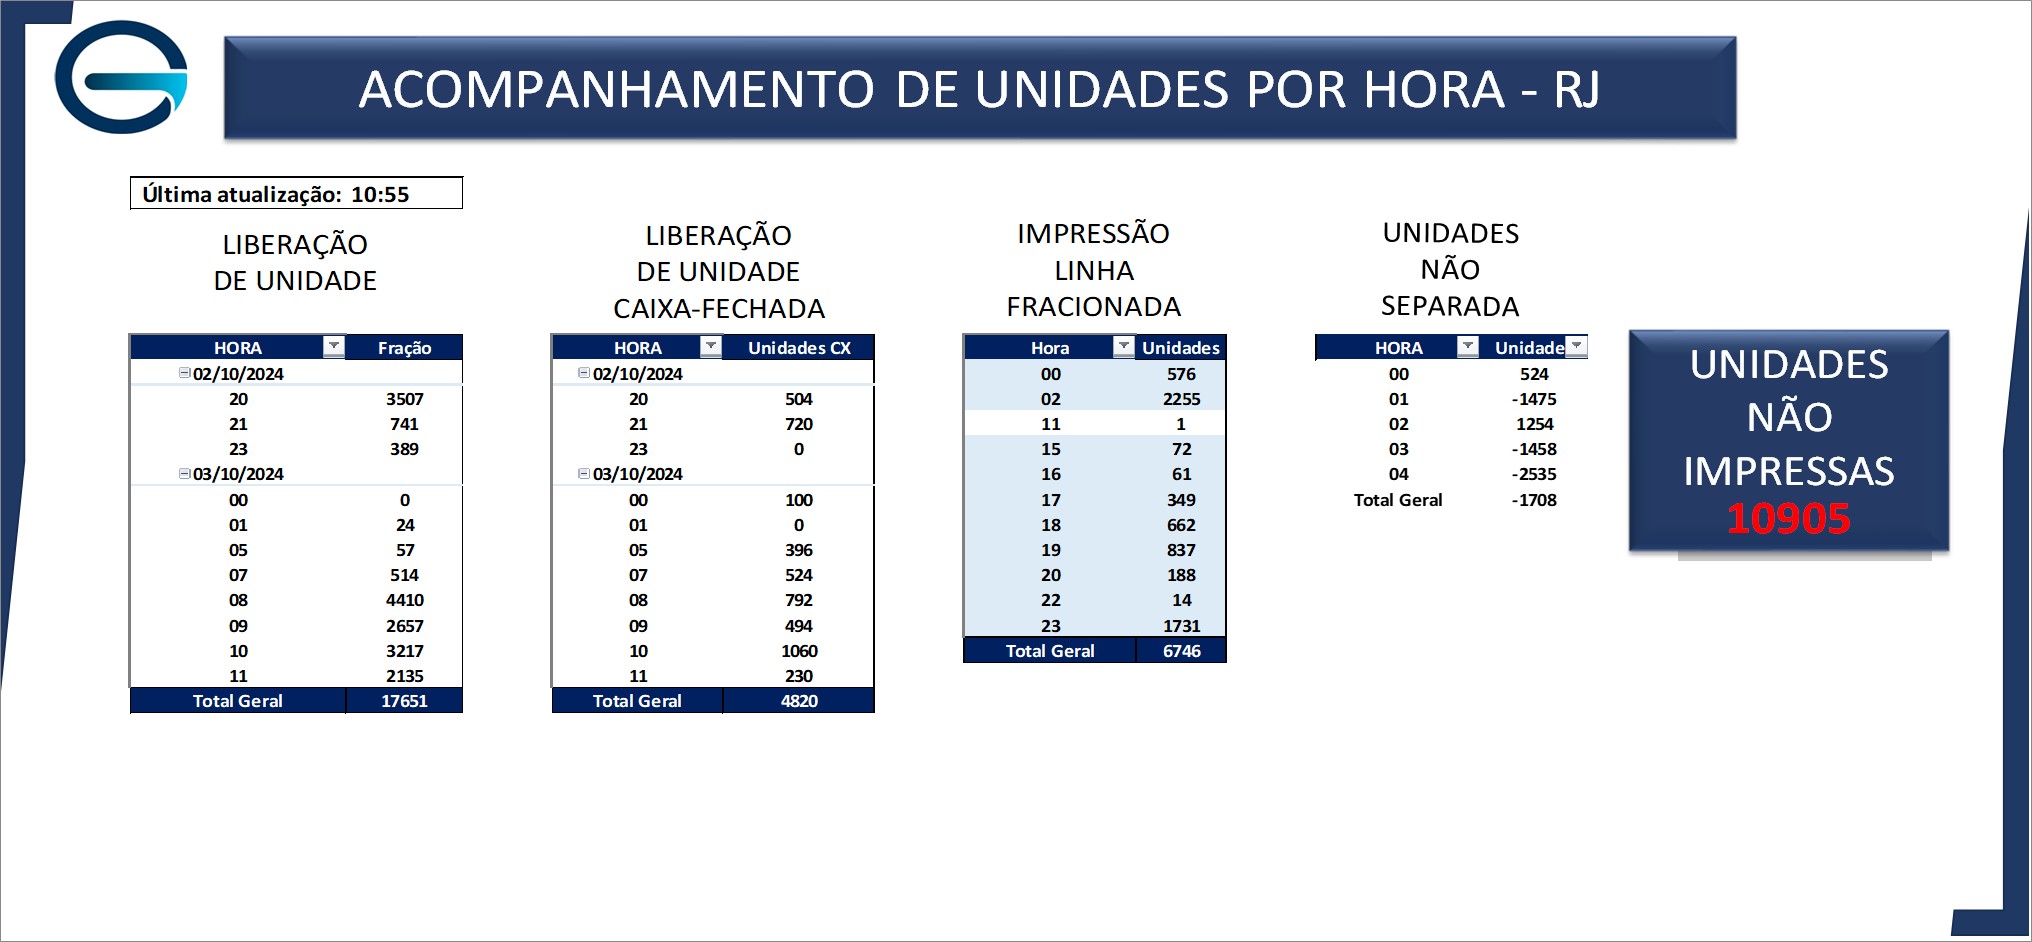 ACOMPANHAMENTO DE UNIDADES POR HORA - RJ
Última atualização: 10:55
LIBERAÇÃO
DE UNIDADE
HORA Fração
02/10/2024
20 3507
21 741
23 389
03/10/2024
00 0
01 24
05 57
07 514
08 4410
09 2657
10 3217
11 2135
Total Geral 17651
LIBERAÇÃO
DE UNIDADE
CAIXA-FECHADA
HORA Unidades CX
02/10/2024
20 504
21 720
23 0
03/10/2024
00 100
01 0
05 396
07 524
08 792
09 494
10 1060
11 230
Total Geral 4820
IMPRESSÃO
LINHA
FRACIONADA
Hora Unidades
00 576
02 2255
11 1
15 72
16 61
17 349
18 662
19 837
20 188
22 14
23 1731
Total Geral 6746
UNIDADES
NÃO
SEPARADA
HORA Unidade
00 524
01 -1475
02 1254
03 -1458
04 -2535
Total Geral -1708
UNIDADES
NÃO
IMPRESSAS
10905